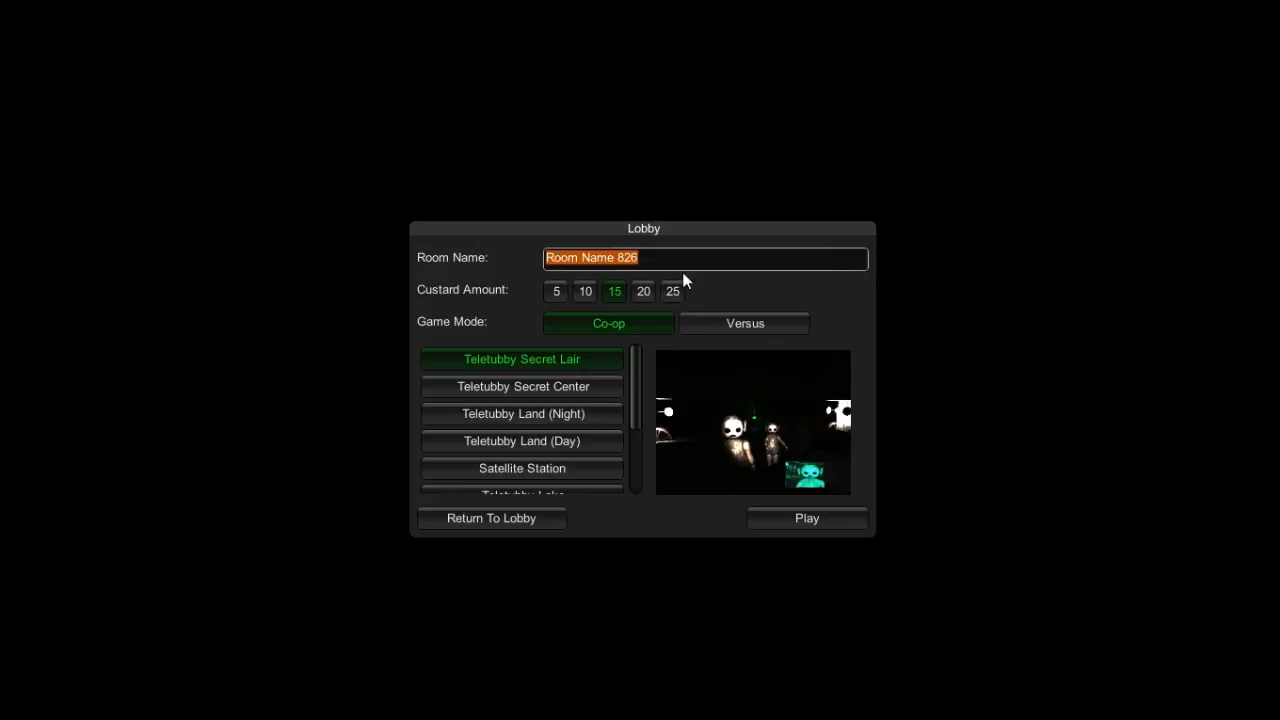 Lobby
Room Name: Room Name 826
Custard Amount: 5 10 15 20 25
Game Mode: Co-op Versus
Teletubby Secret Lair
Teletubby Secret Center
Teletubby Land (Night)
Teletubby Land (Day)
Satellite Station
Return To Lobby Play